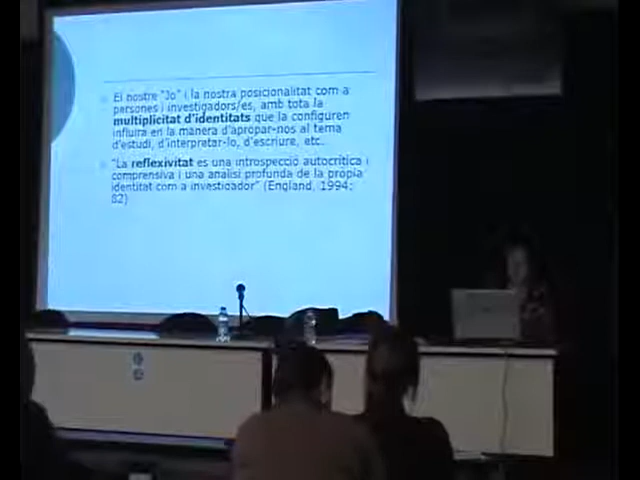 El nostre "Jo" i la nostra posicionalitat com a
persones i investigadors/es, amb tota la
multiplicitat d'identitats que la configuren
influirà en la manera d'apropar-nos al tema
d'estudi, d'interpretar-lo, d'escriure, etc.
"La reflexivitat es una introspecció autocrítica i
comprensiva i una anàlisi profunda de la pròpia
identitat com a investigador" (England, 1994:
82)